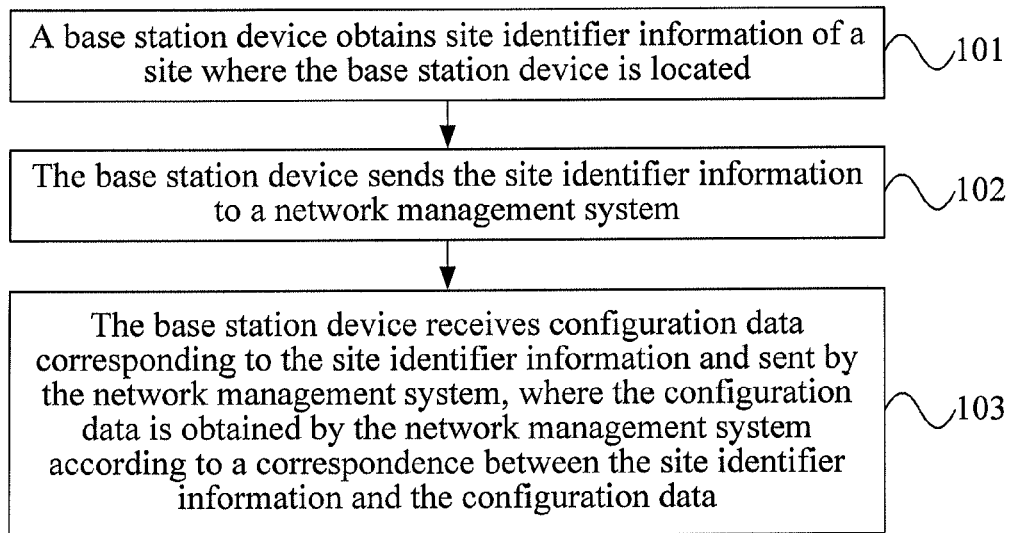 A base station device obtains site identifier information of a
site where the base station device is located
101
The base station device sends the site identifier information
to a network management system
102
The base station device receives configuration data
corresponding to the site identifier information and sent by
the network management system, where the configuration
data is obtained by the network management system
according to a correspondence between the site identifier
information and the configuration data
103